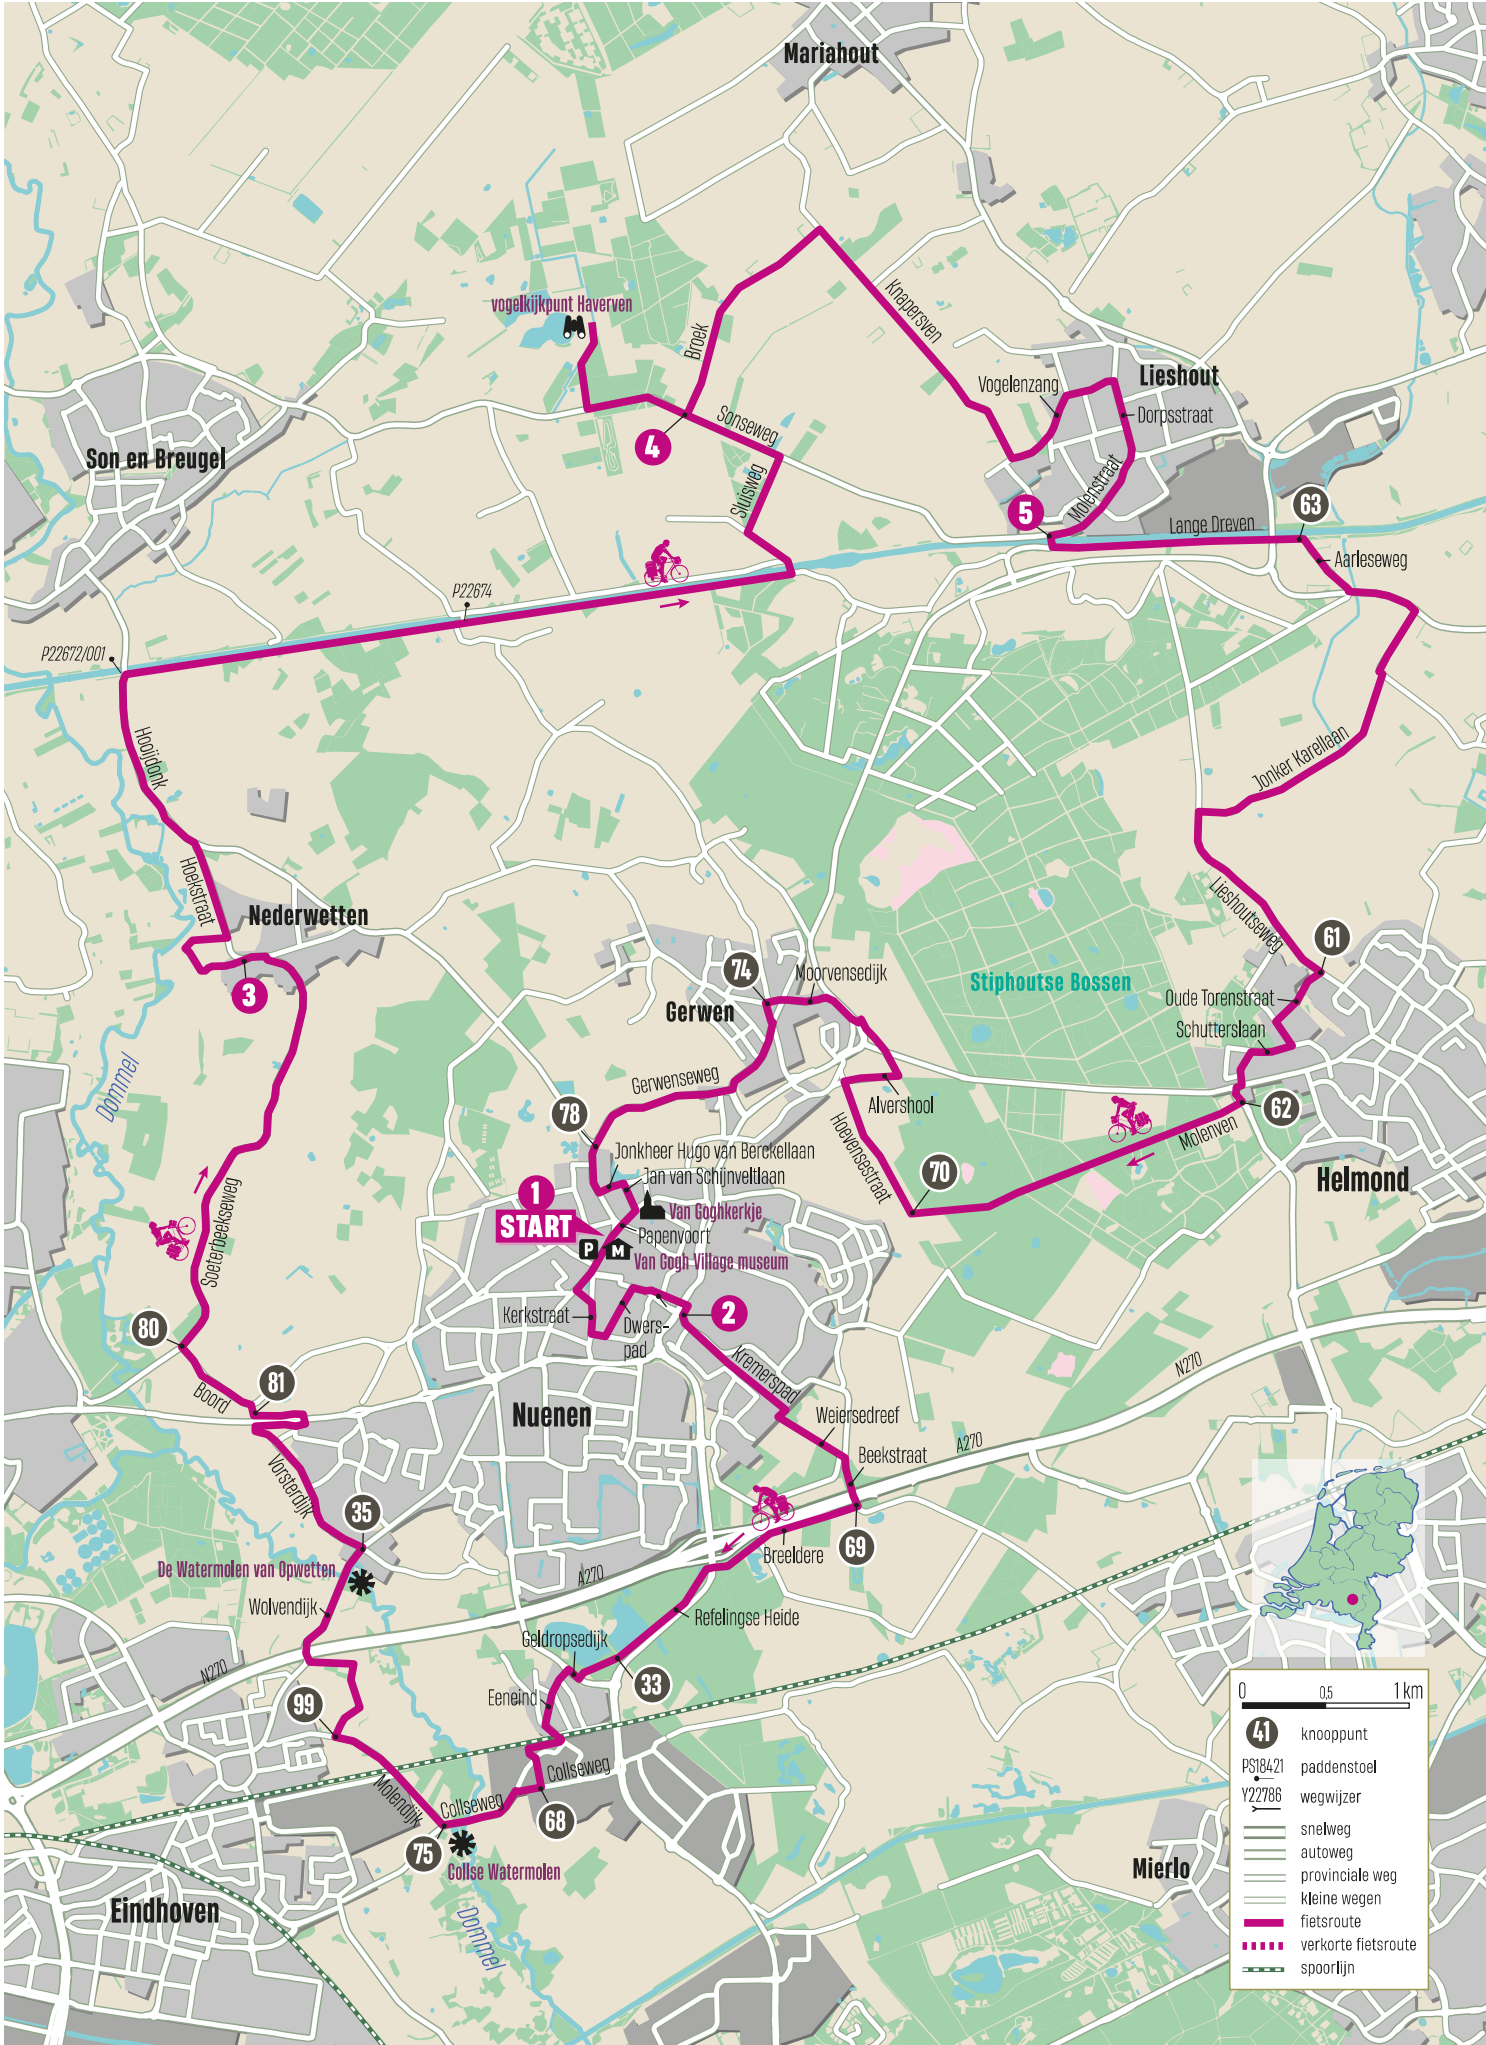 Mariahout
vogelkijkpunt Haverven
Broek
Knapersven
Vogelenzang
Lieshout
Dorpsstraat
Sonseweg
4
Son en Breugel
Sluisweg
Molenstraat
5
Lange Dreven
63
Aarleseweg
P22674
P22672/001
Hooijdonk
Jonker Karellaan
Hoekstraat
Nederwetten
Lieshoutseweg
61
3
74
Moorvensedijk
Stiphoutse Bossen
Gerwen
Oude Torenstraat
Schutterslaan
Dommel
Gerwenseweg
Alvershool
78
62
Molenven
Hoevensestraat
Jonkheer Hugo van Berckellaan
Jan van Schijnveltlaan
70
Helmond
1
START
Van Goghkerkje
Papenvoort
P
M
Van Gogh Village museum
Soeterbeekseweg
Kerkstraat
Dwers-
pad
2
80
Kremerspad
N270
81
Boord
Nuenen
Weiersedreef
Beekstraat
A270
Vorsterdijk
35
69
Breeldere
De Watermolen van Opwetten
A270
Wolvendijk
Refelingse Heide
Geldropsedijk
N270
33
Eeneind
99
Collseweg
Molendijk
Collseweg
68
75
Collse Watermolen
Mierlo
Eindhoven
Dommel
0
0,5
1 km
41
knooppunt
PS18421
paddenstoel
Y22786
wegwijzer
snelweg
autoweg
provinciale weg
kleine wegen
fietsroute
verkorte fietsroute
spoorlijn